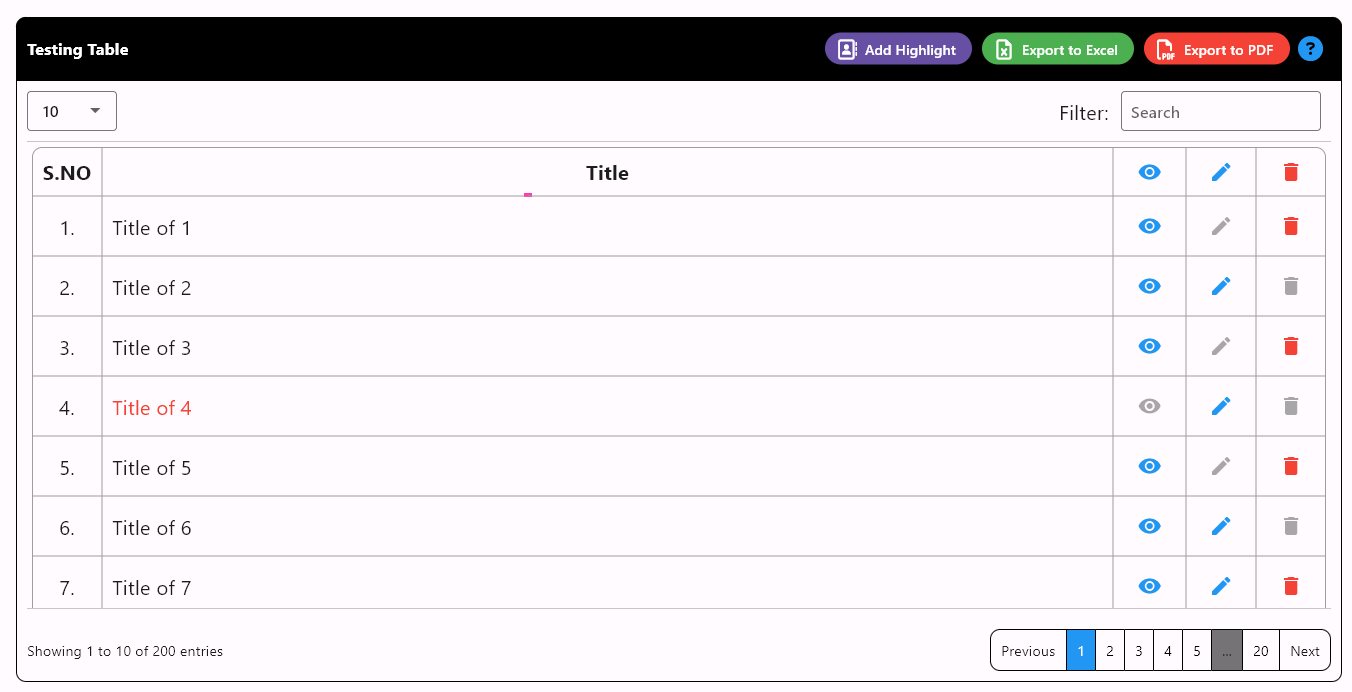 Testing Table
Add Highlight
Export to Excel
PDF
Export to PDF
?
10
Filter:
Search
S.NO Title
1. Title of 1
2. Title of 2
3. Title of 3
4. Title of 4
5. Title of 5
6. Title of 6
7. Title of 7
Showing 1 to 10 of 200 entries
Previous 1 2 3 4 5 ... 20 Next